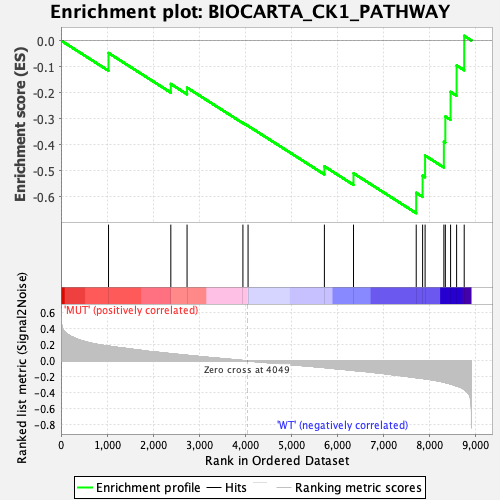 Enrichment plot: BIOCARTA_CK1_PATHWAY
Enrichment score (ES)
0.0
-0.1
-0.2
-0.3
-0.4
-0.5
-0.6
Ranked list metric (Signal2Noise)
0.6
0.4
0.2
0.0
-0.2
-0.4
-0.6
-0.8
'MUT' (positively correlated)
Zero cross at 4049
'WT' (negatively correlated)
0 1,000 2,000 3,000 4,000 5,000 6,000 7,000 8,000 9,000
Rank in Ordered Dataset
Enrichment profile Hits Ranking metric scores